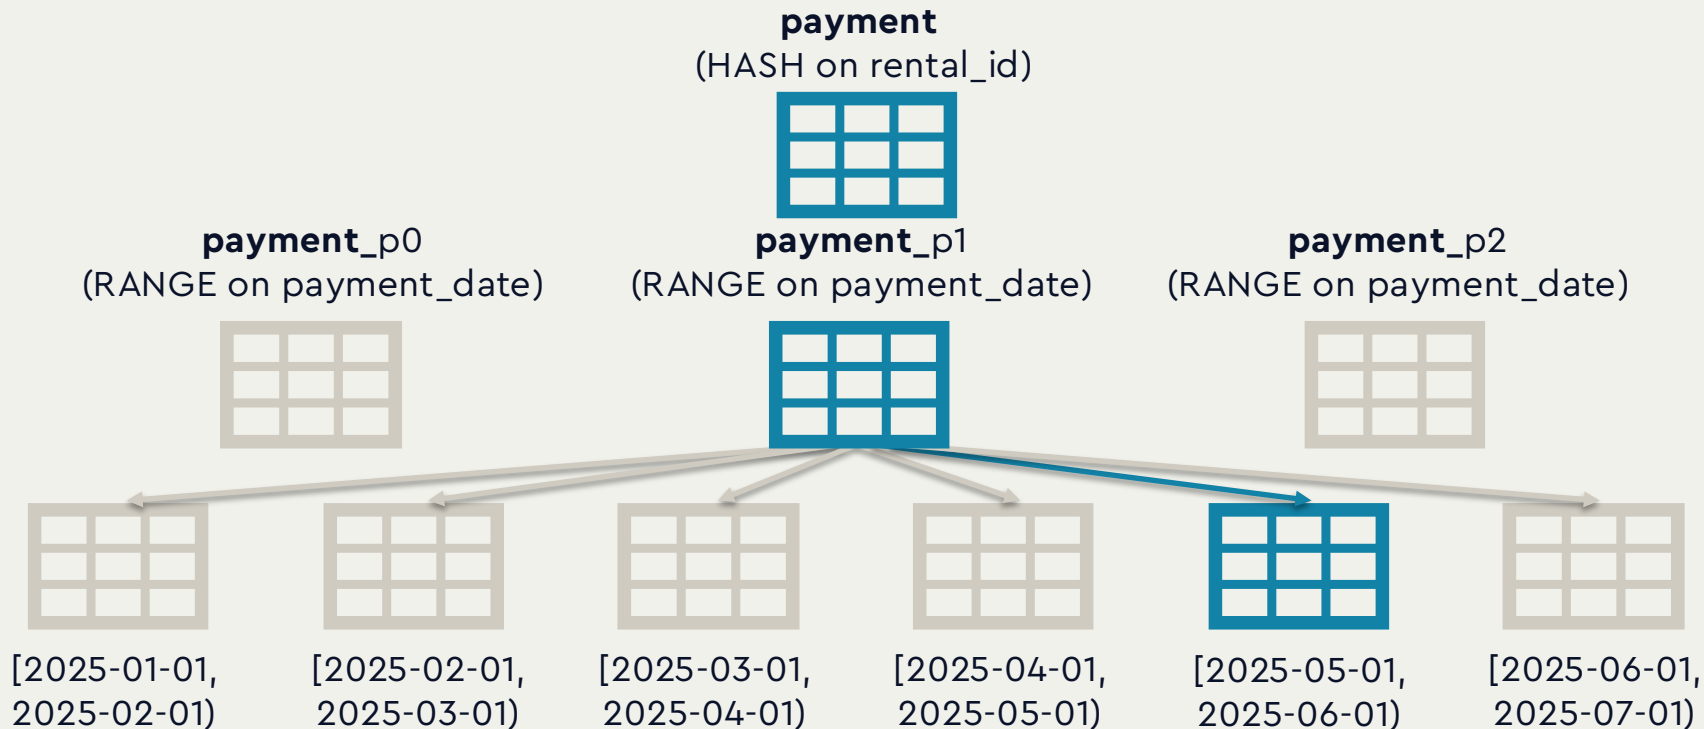 payment
(HASH on rental_id)
payment_p0
(RANGE on payment_date)
payment_p1
(RANGE on payment_date)
payment_p2
(RANGE on payment_date)
[2025-01-01,
2025-02-01)
[2025-02-01,
2025-03-01)
[2025-03-01,
2025-04-01)
[2025-04-01,
2025-05-01)
[2025-05-01,
2025-06-01)
[2025-06-01,
2025-07-01)